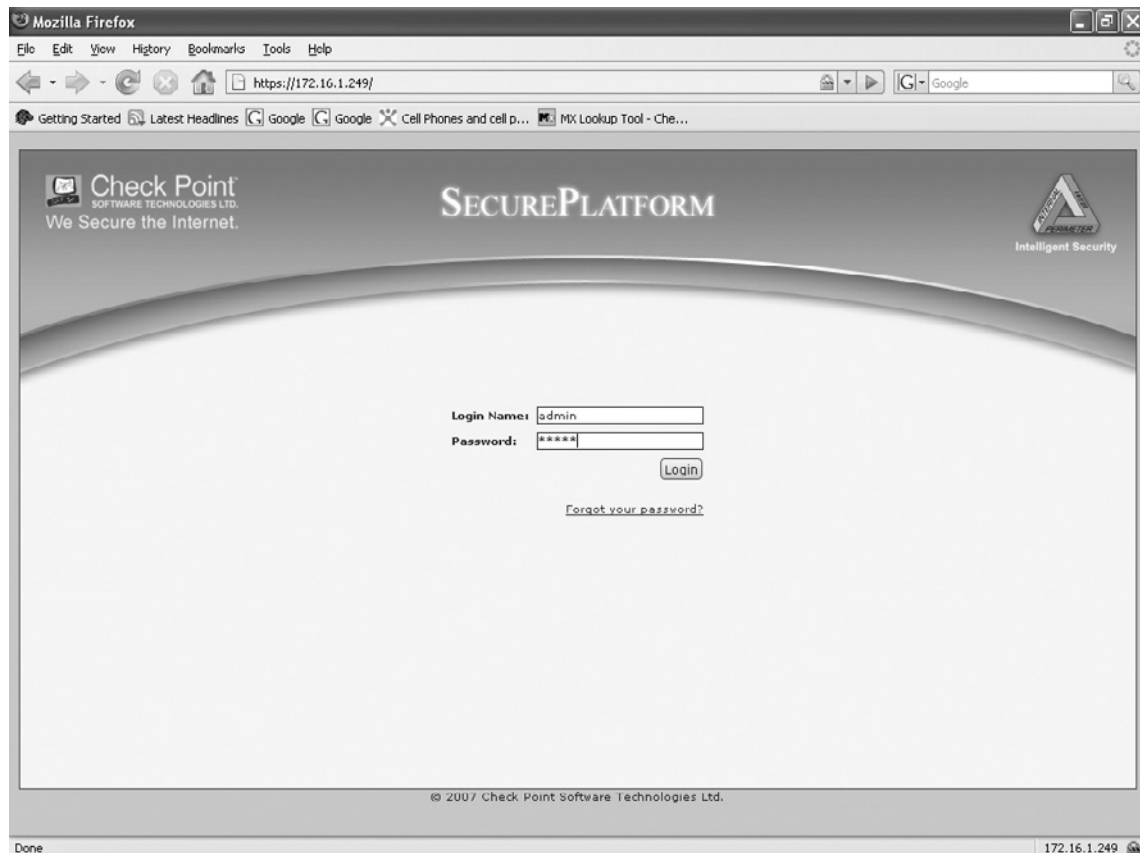 Mozilla Firefox
File Edit View History Bookmarks Tools Help
https://172.16.1.249/
G Google
Getting Started Latest Headlines G Google G Google Cell Phones and cell p... MX Lookup Tool - Che...
Check Point
SOFTWARE TECHNOLOGIES LTD.
We Secure the Internet.
SECUREPLATFORM
PERIMETER
Intelligent Security
Login Name: admin
Password: *****
Login
Forgot your password?
© 2007 Check Point Software Technologies Ltd.
Done 172.16.1.249